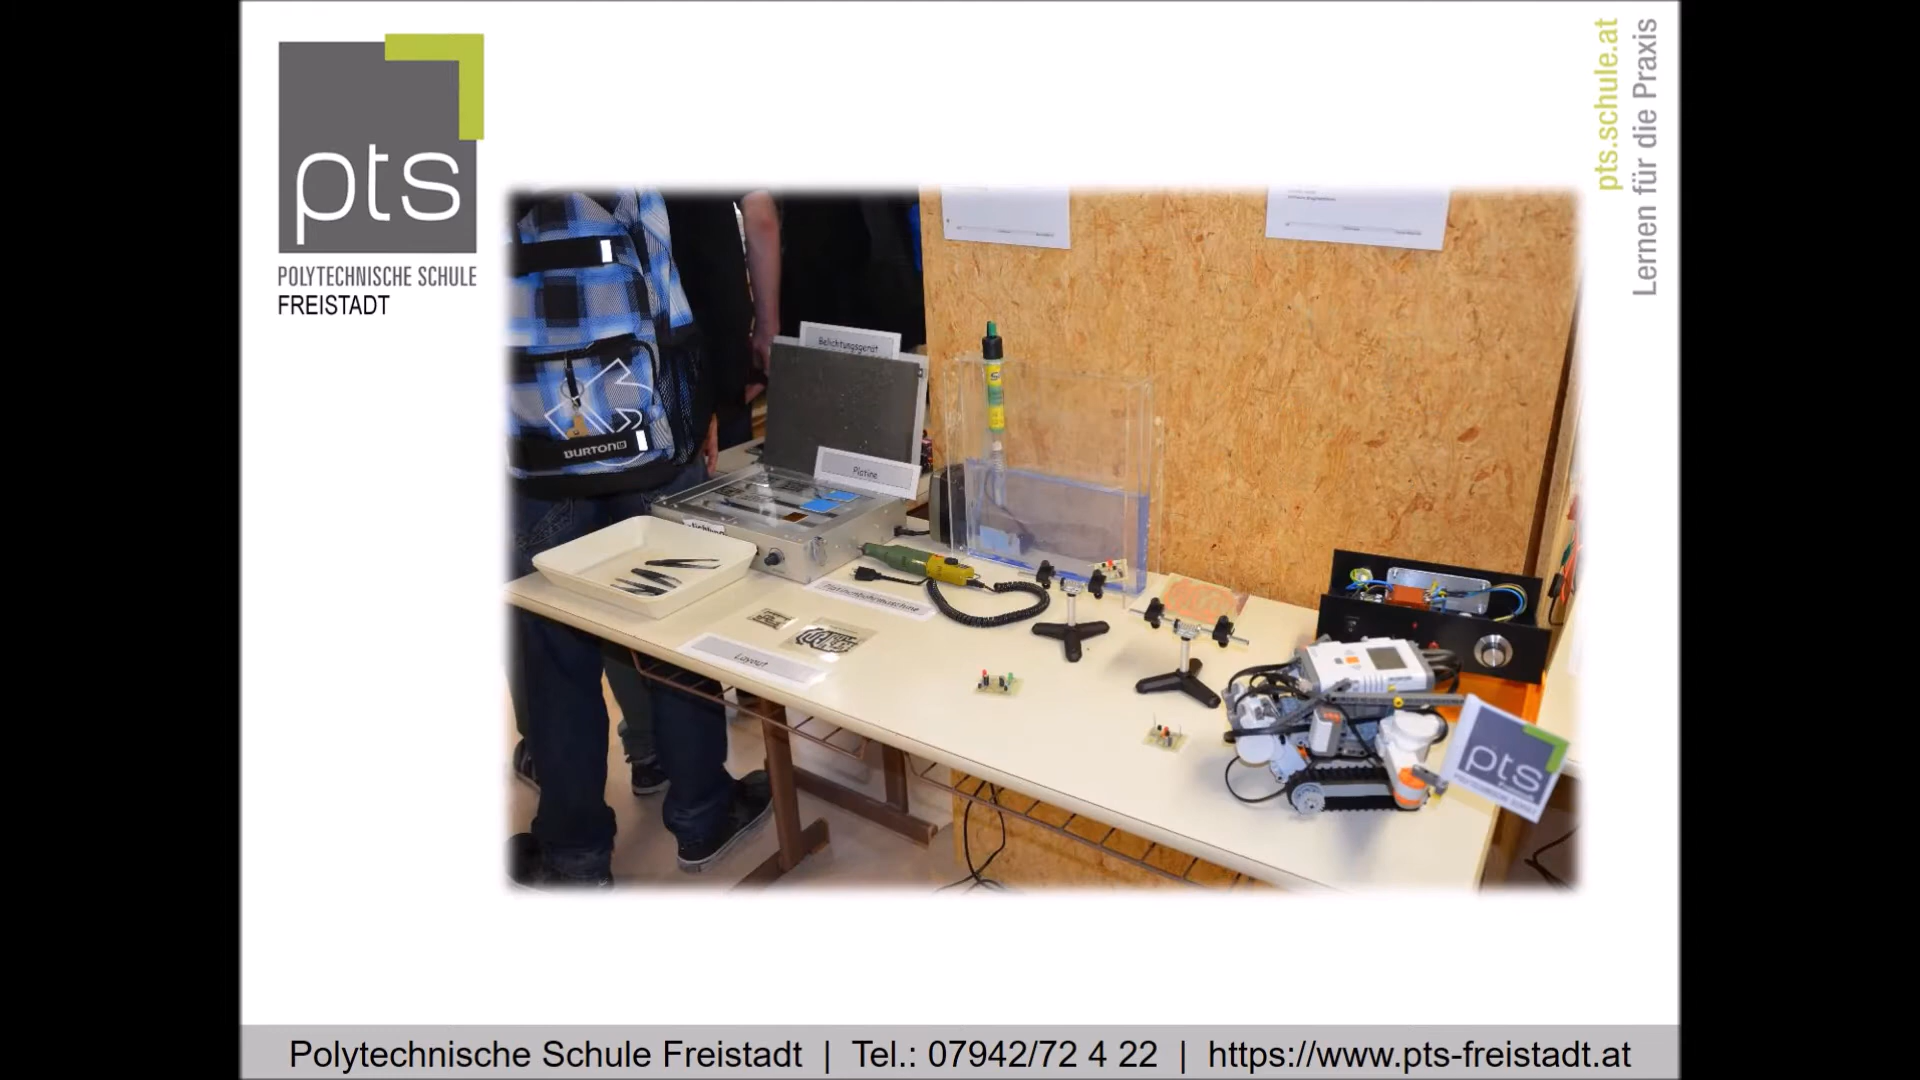 pts
POLYTECHNISCHE SCHULE
FREISTADT
pts.schule.at
Lernen für die Praxis
Belichtungsgerät
Platine
BURTON
Layout
pts
Polytechnische Schule Freistadt | Tel.: 07942/72 4 22 | https://www.pts-freistadt.at